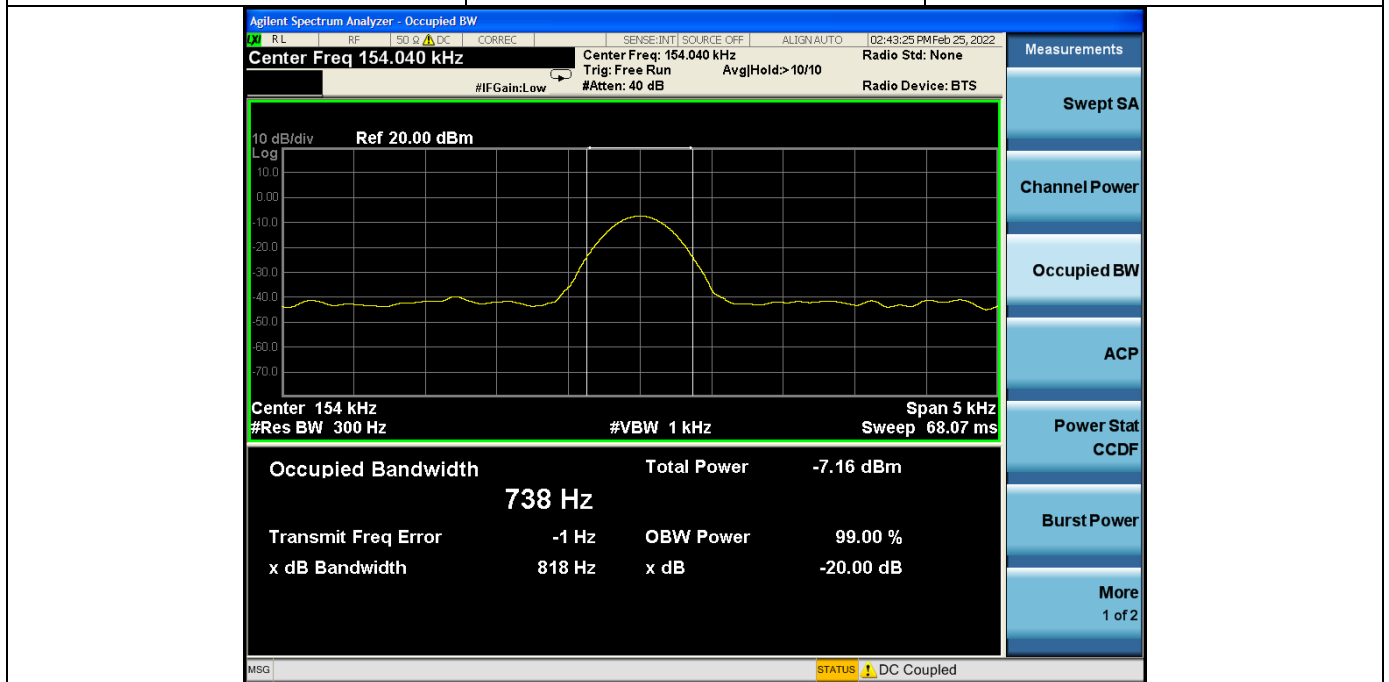 Agilent Spectrum Analyzer - Occupied BW
LXI RL RF 50 Ω ⚠ DC CORREC SENSE:INT SOURCE OFF ALIGN AUTO 02:43:25 PM Feb 25, 2022
Center Freq 154.040 kHz
Center Freq: 154.040 kHz Radio Std: None
Trig: Free Run Avg|Hold:>10/10
#IFGain:Low #Atten: 40 dB Radio Device: BTS
10 dB/div Ref 20.00 dBm
Log
10.0
0.00
-10.0
-20.0
-30.0
-40.0
-50.0
-60.0
-70.0
Center 154 kHz Span 5 kHz
#Res BW 300 Hz #VBW 1 kHz Sweep 68.07 ms
Occupied Bandwidth Total Power -7.16 dBm
738 Hz
Transmit Freq Error -1 Hz OBW Power 99.00 %
x dB Bandwidth 818 Hz x dB -20.00 dB
Measurements
Swept SA
Channel Power
Occupied BW
ACP
Power Stat
CCDF
Burst Power
More
1 of 2
MSG STATUS ⚠ DC Coupled